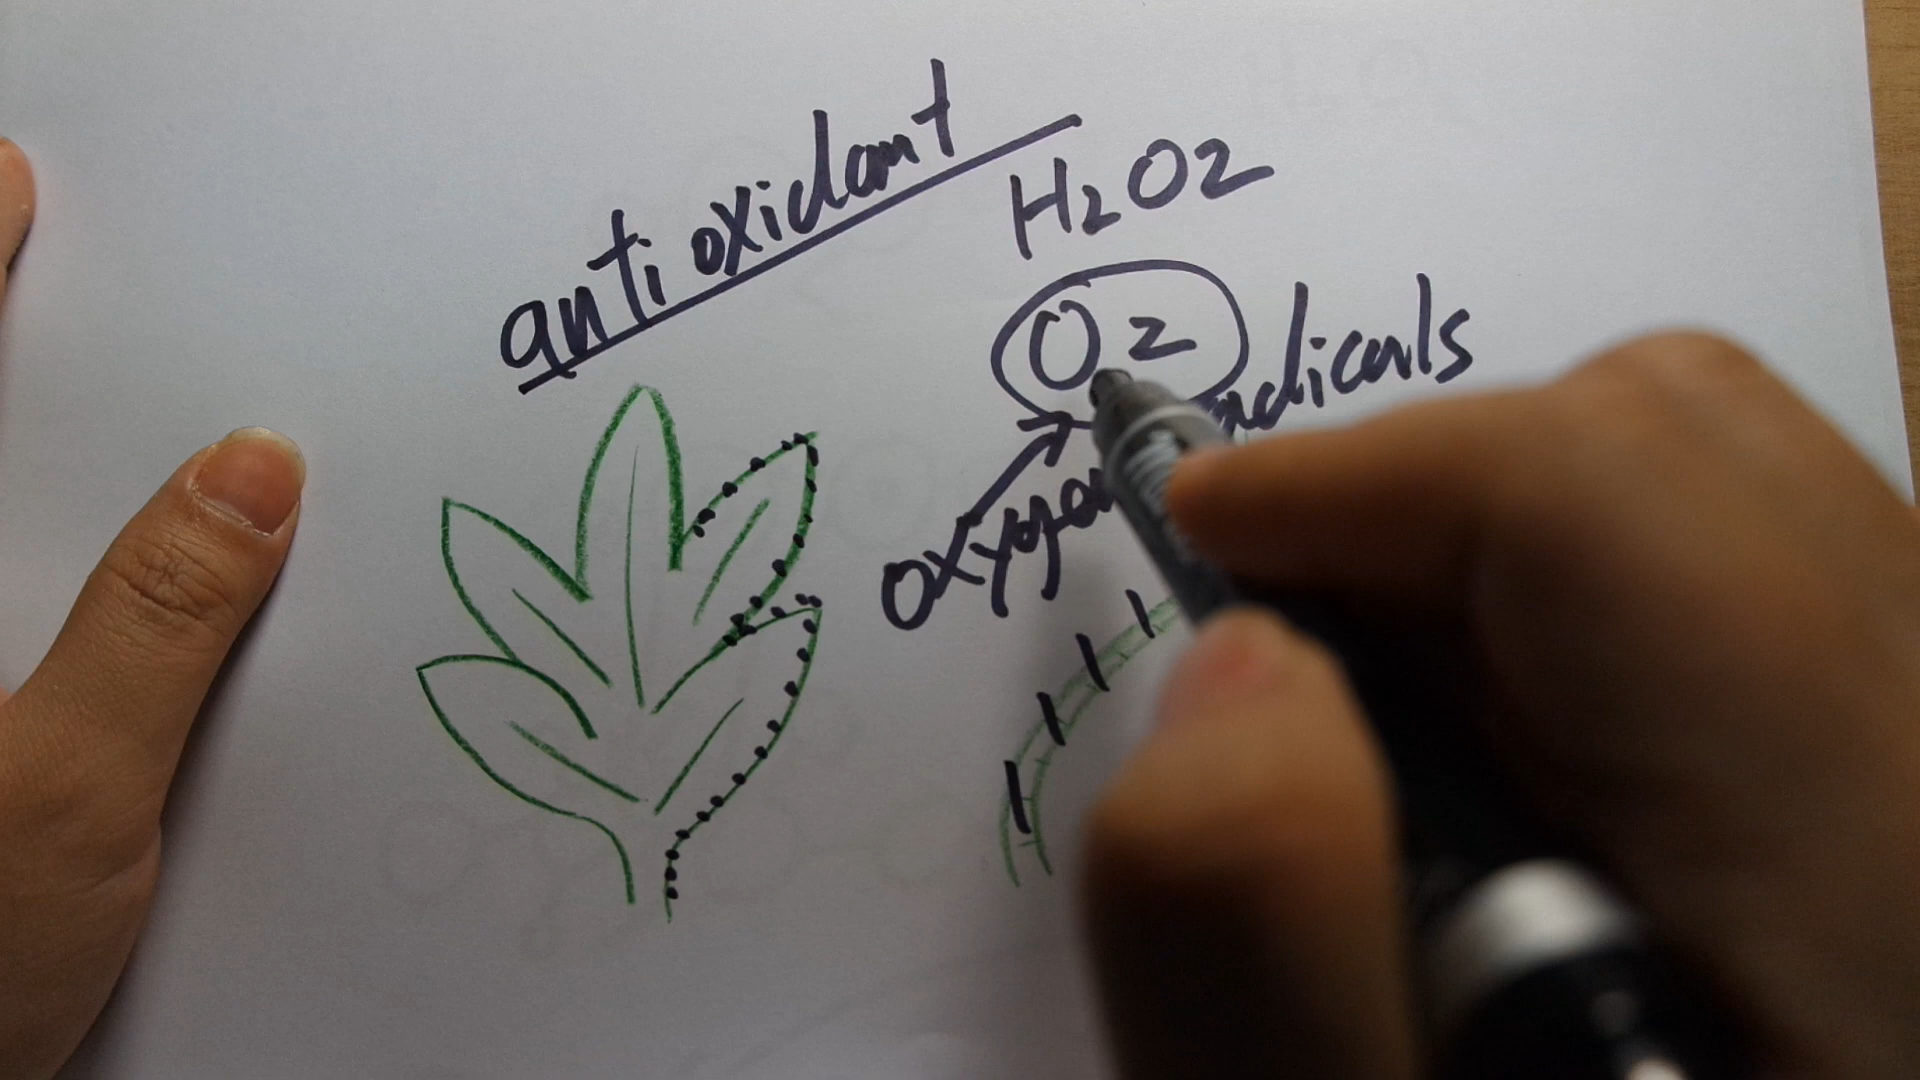 antioxidant
H2O2
O2
radicals
oxygen